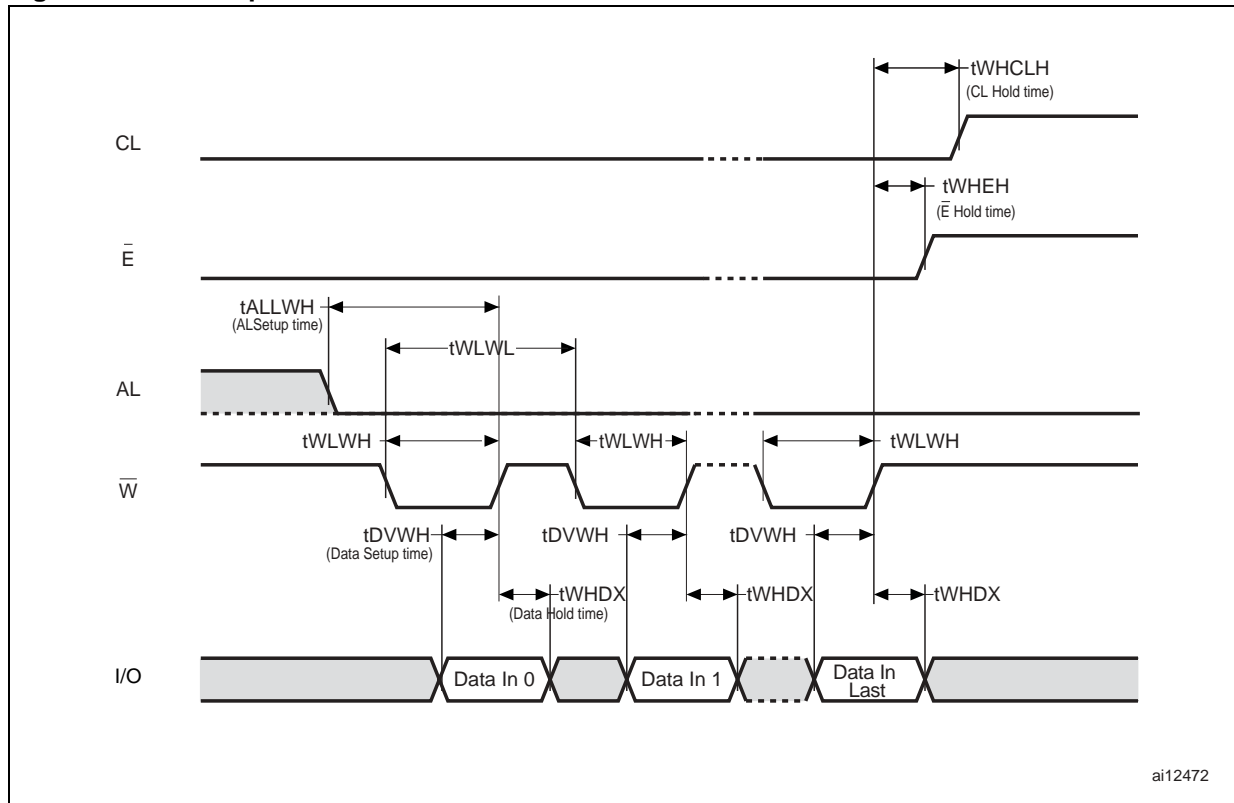 tWHCLH
(CL Hold time)
CL
tWHEH
(E̅ Hold time)
E̅
tALLWH
(ALSetup time)
tWLWL
AL
tWLWH
tWLWH
tWLWH
W̅
tDVWH
(Data Setup time)
tDVWH
tDVWH
tWHDX
(Data Hold time)
tWHDX
tWHDX
I/O
Data In 0
Data In 1
Data In
Last
ai12472